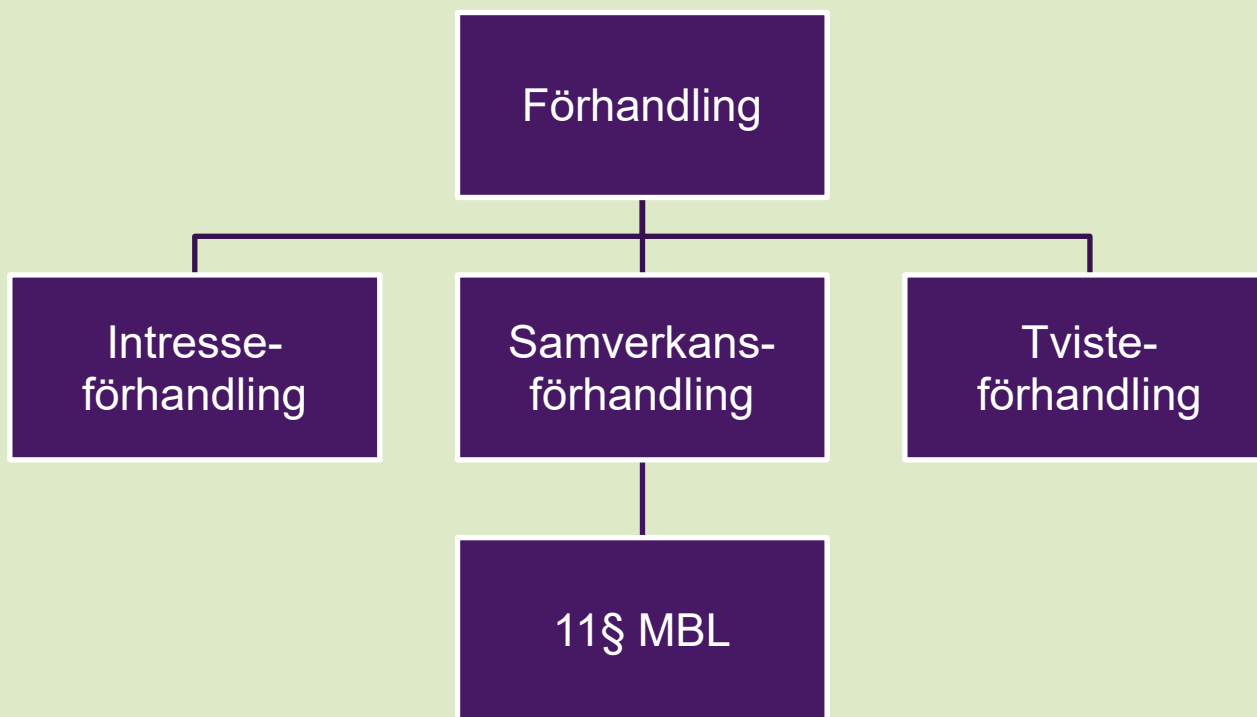 Förhandling
Intresse-
förhandling
Samverkans-
förhandling
Tviste-
förhandling
11§ MBL